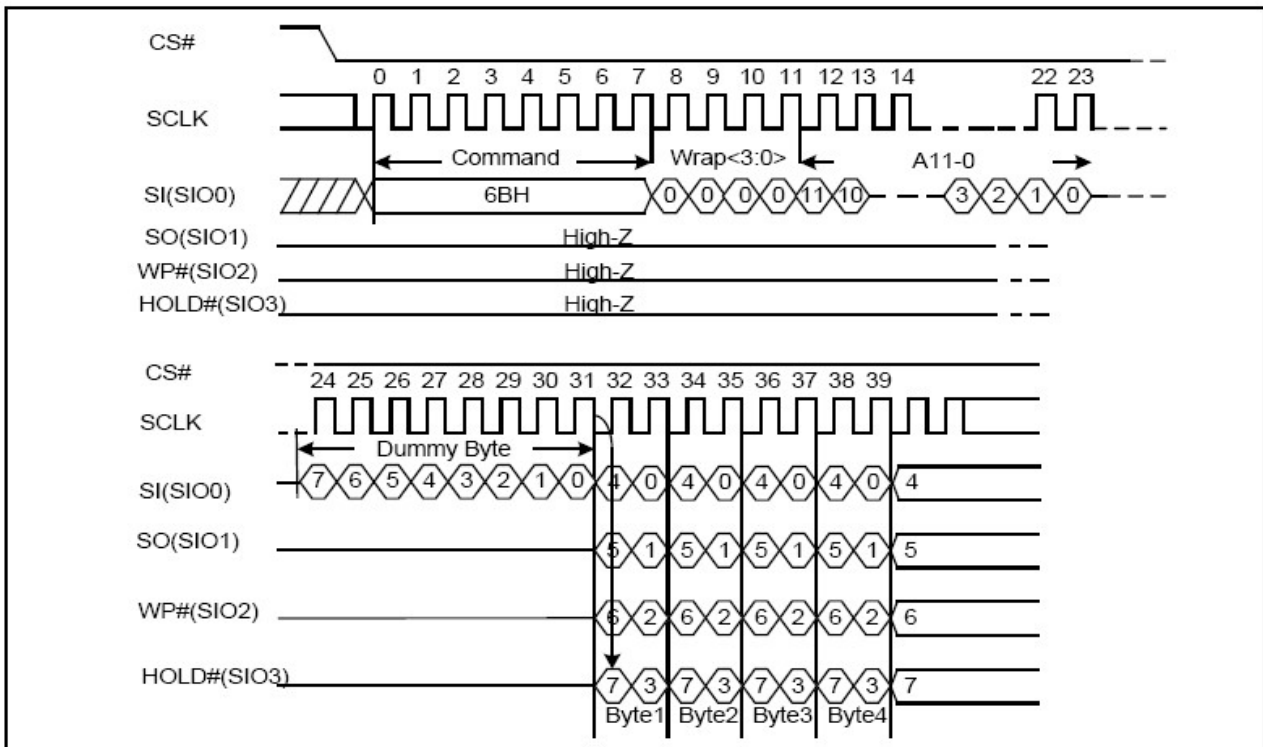 CS#
0 1 2 3 4 5 6 7 8 9 10 11 12 13 14 22 23
SCLK
Command Wrap<3:0> A11-0
SI(SIO0) 6BH 0 0 0 0 11 10 3 2 1 0
SO(SIO1) High-Z
WP#(SIO2) High-Z
HOLD#(SIO3) High-Z
CS#
24 25 26 27 28 29 30 31 32 33 34 35 36 37 38 39
SCLK
Dummy Byte
SI(SIO0) 7 6 5 4 3 2 1 0 4 0 4 0 4 0 4 0 4
SO(SIO1) 5 1 5 1 5 1 5 1 5
WP#(SIO2) 6 2 6 2 6 2 6 2 6
HOLD#(SIO3) 7 3 7 3 7 3 7 3 7
Byte1 Byte2 Byte3 Byte4